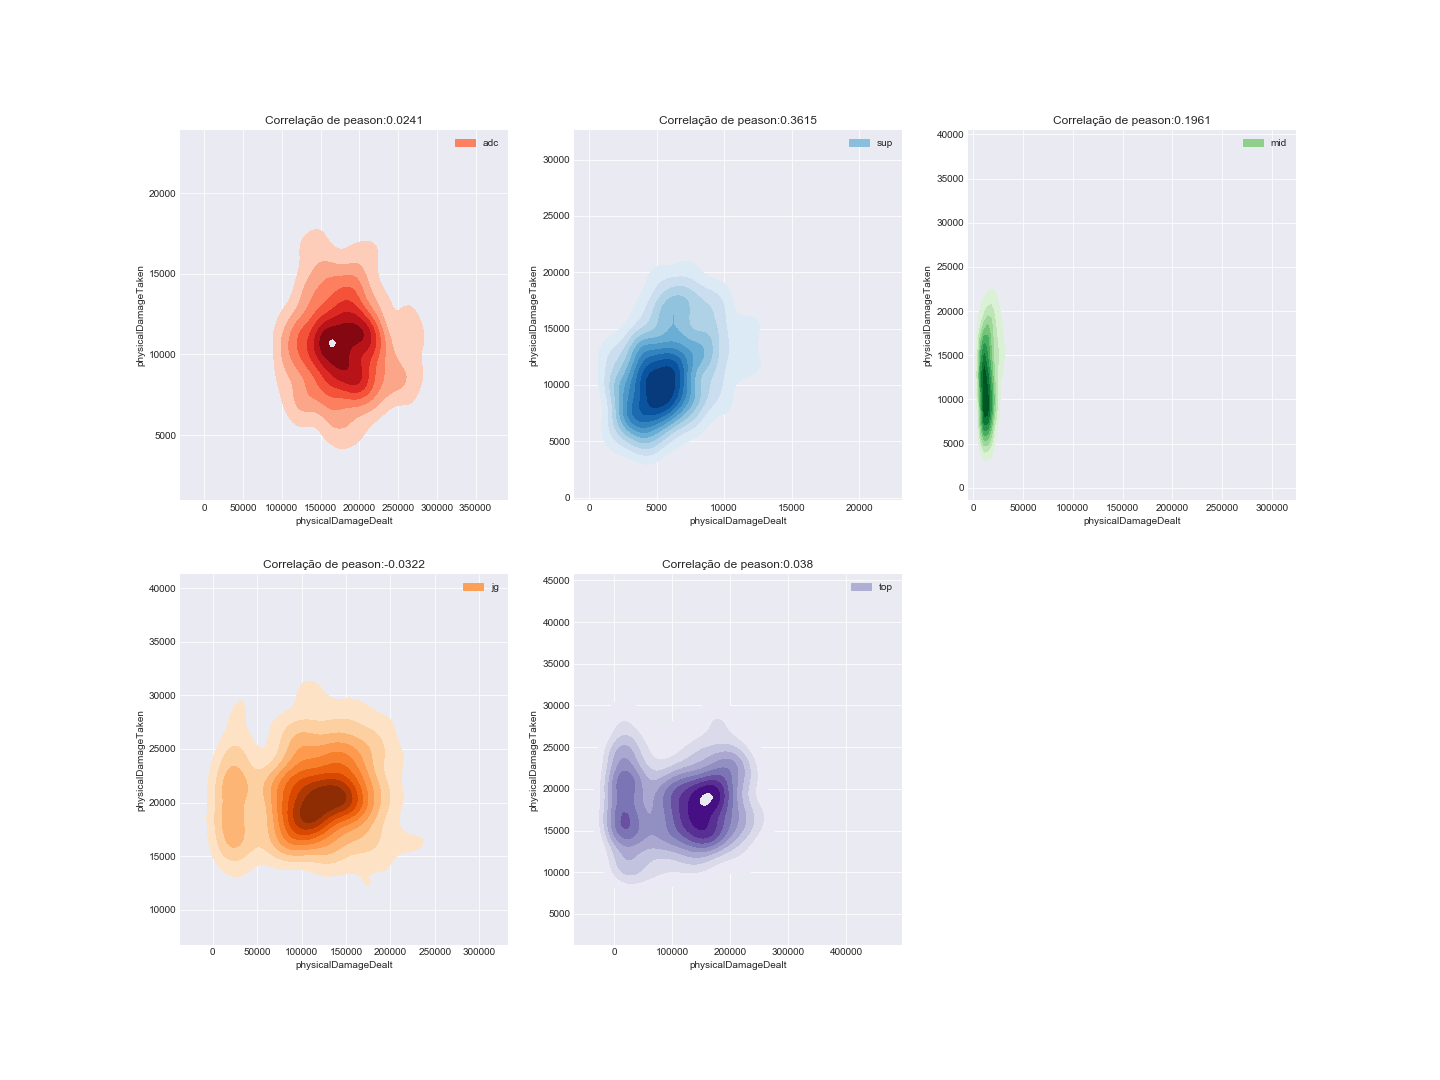 Correlação de peason:0.0241
adc
20000
15000
10000
5000
physicalDamageTaken
0 50000 100000 150000 200000 250000 300000 350000
physicalDamageDealt
Correlação de peason:0.3615
sup
30000
25000
20000
15000
10000
5000
0
physicalDamageTaken
0 5000 10000 15000 20000
physicalDamageDealt
Correlação de peason:0.1961
mid
40000
35000
30000
25000
20000
15000
10000
5000
0
physicalDamageTaken
0 50000 100000 150000 200000 250000 300000
physicalDamageDealt
Correlação de peason:-0.0322
jg
40000
35000
30000
25000
20000
15000
10000
physicalDamageTaken
0 50000 100000 150000 200000 250000 300000
physicalDamageDealt
Correlação de peason:0.038
top
45000
40000
35000
30000
25000
20000
15000
10000
5000
physicalDamageTaken
0 100000 200000 300000 400000
physicalDamageDealt